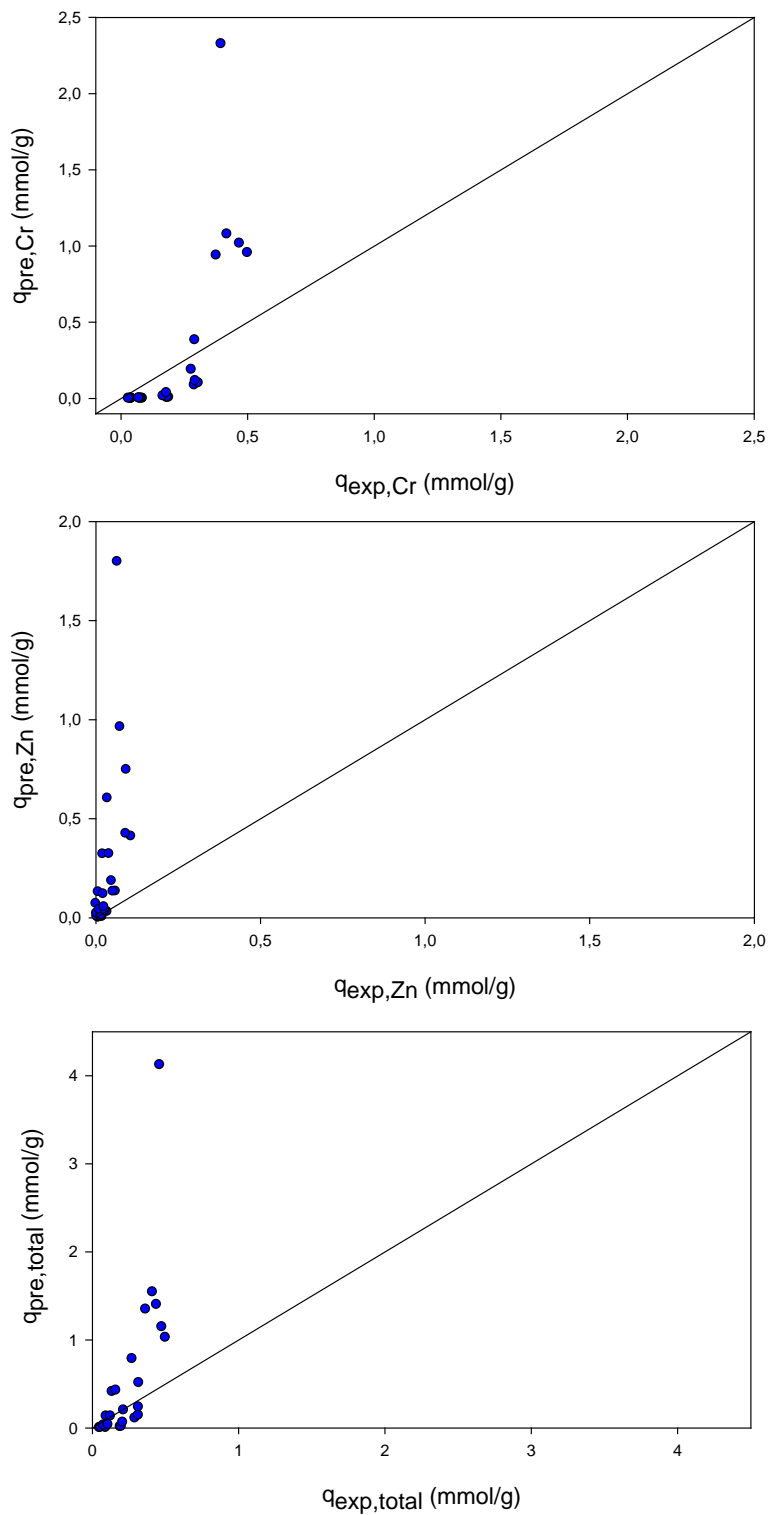 2,5
2,0
1,5
1,0
0,5
0,0
qpre,Cr (mmol/g)
0,0 0,5 1,0 1,5 2,0 2,5
qexp,Cr (mmol/g)
2,0
1,5
1,0
0,5
0,0
qpre,Zn (mmol/g)
0,0 0,5 1,0 1,5 2,0
qexp,Zn (mmol/g)
4
3
2
1
0
qpre,total (mmol/g)
0 1 2 3 4
qexp,total (mmol/g)